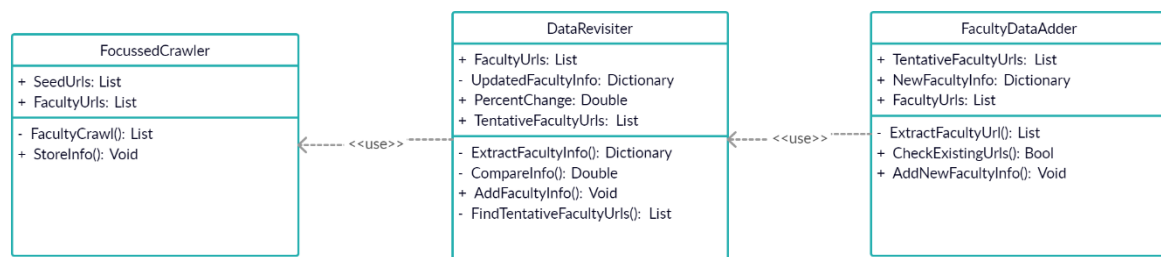 FocussedCrawler
+ SeedUrls: List
+ FacultyUrls: List
- FacultyCrawl(): List
+ StoreInfo(): Void
<<use>>
DataRevisiter
+ FacultyUrls: List
- UpdatedFacultyInfo: Dictionary
+ PercentChange: Double
+ TentativeFacultyUrls: List
- ExtractFacultyInfo(): Dictionary
- CompareInfo(): Double
+ AddFacultyInfo(): Void
- FindTentativeFacultyUrls(): List
<<use>>
FacultyDataAdder
+ TentativeFacultyUrls: List
+ NewFacultyInfo: Dictionary
+ FacultyUrls: List
- ExtractFacultyUrl(): List
+ CheckExistingUrls(): Bool
+ AddNewFacultyInfo(): Void